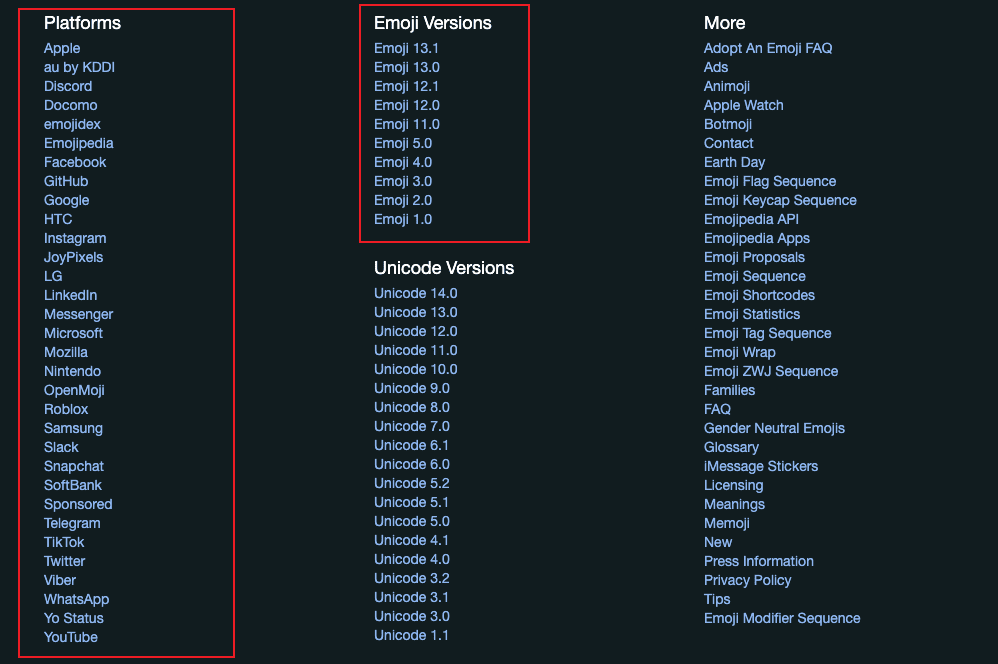 Platforms
Apple
au by KDDI
Discord
Docomo
emojidex
Emojipedia
Facebook
GitHub
Google
HTC
Instagram
JoyPixels
LG
LinkedIn
Messenger
Microsoft
Mozilla
Nintendo
OpenMoji
Roblox
Samsung
Slack
Snapchat
SoftBank
Sponsored
Telegram
TikTok
Twitter
Viber
WhatsApp
Yo Status
YouTube
Emoji Versions
Emoji 13.1
Emoji 13.0
Emoji 12.1
Emoji 12.0
Emoji 11.0
Emoji 5.0
Emoji 4.0
Emoji 3.0
Emoji 2.0
Emoji 1.0
Unicode Versions
Unicode 14.0
Unicode 13.0
Unicode 12.0
Unicode 11.0
Unicode 10.0
Unicode 9.0
Unicode 8.0
Unicode 7.0
Unicode 6.1
Unicode 6.0
Unicode 5.2
Unicode 5.1
Unicode 5.0
Unicode 4.1
Unicode 4.0
Unicode 3.2
Unicode 3.1
Unicode 3.0
Unicode 1.1
More
Adopt An Emoji FAQ
Ads
Animoji
Apple Watch
Botmoji
Contact
Earth Day
Emoji Flag Sequence
Emoji Keycap Sequence
Emojipedia API
Emojipedia Apps
Emoji Proposals
Emoji Sequence
Emoji Shortcodes
Emoji Statistics
Emoji Tag Sequence
Emoji Wrap
Emoji ZWJ Sequence
Families
FAQ
Gender Neutral Emojis
Glossary
iMessage Stickers
Licensing
Meanings
Memoji
New
Press Information
Privacy Policy
Tips
Emoji Modifier Sequence